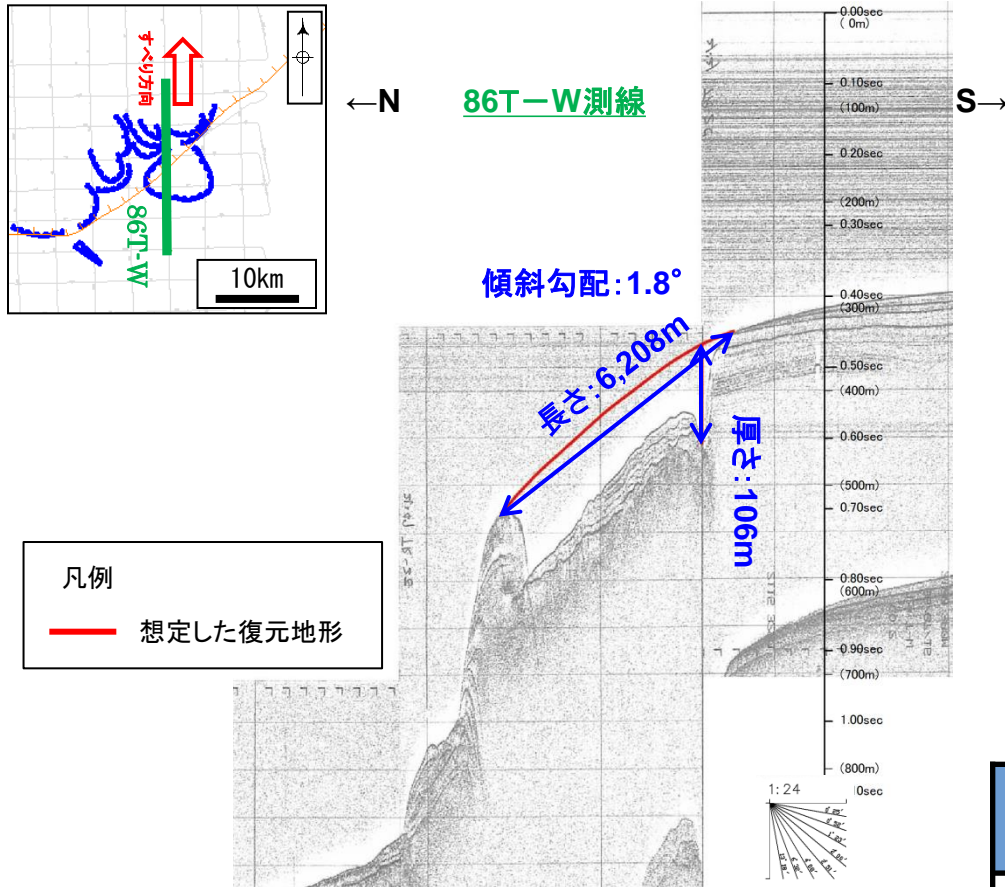 すべり方向
86T-W
10km
←N
86T－W測線
S→
傾斜勾配：1.8°
長さ：6,208m
厚さ：106m
凡例
想定した復元地形
0.00sec
( 0m)
0.10sec
(100m)
0.20sec
(200m)
0.30sec
0.40sec
(300m)
0.50sec
(400m)
0.60sec
(500m)
0.70sec
0.80sec
(600m)
0.90sec
(700m)
1.00sec
(800m)
0sec
1:24